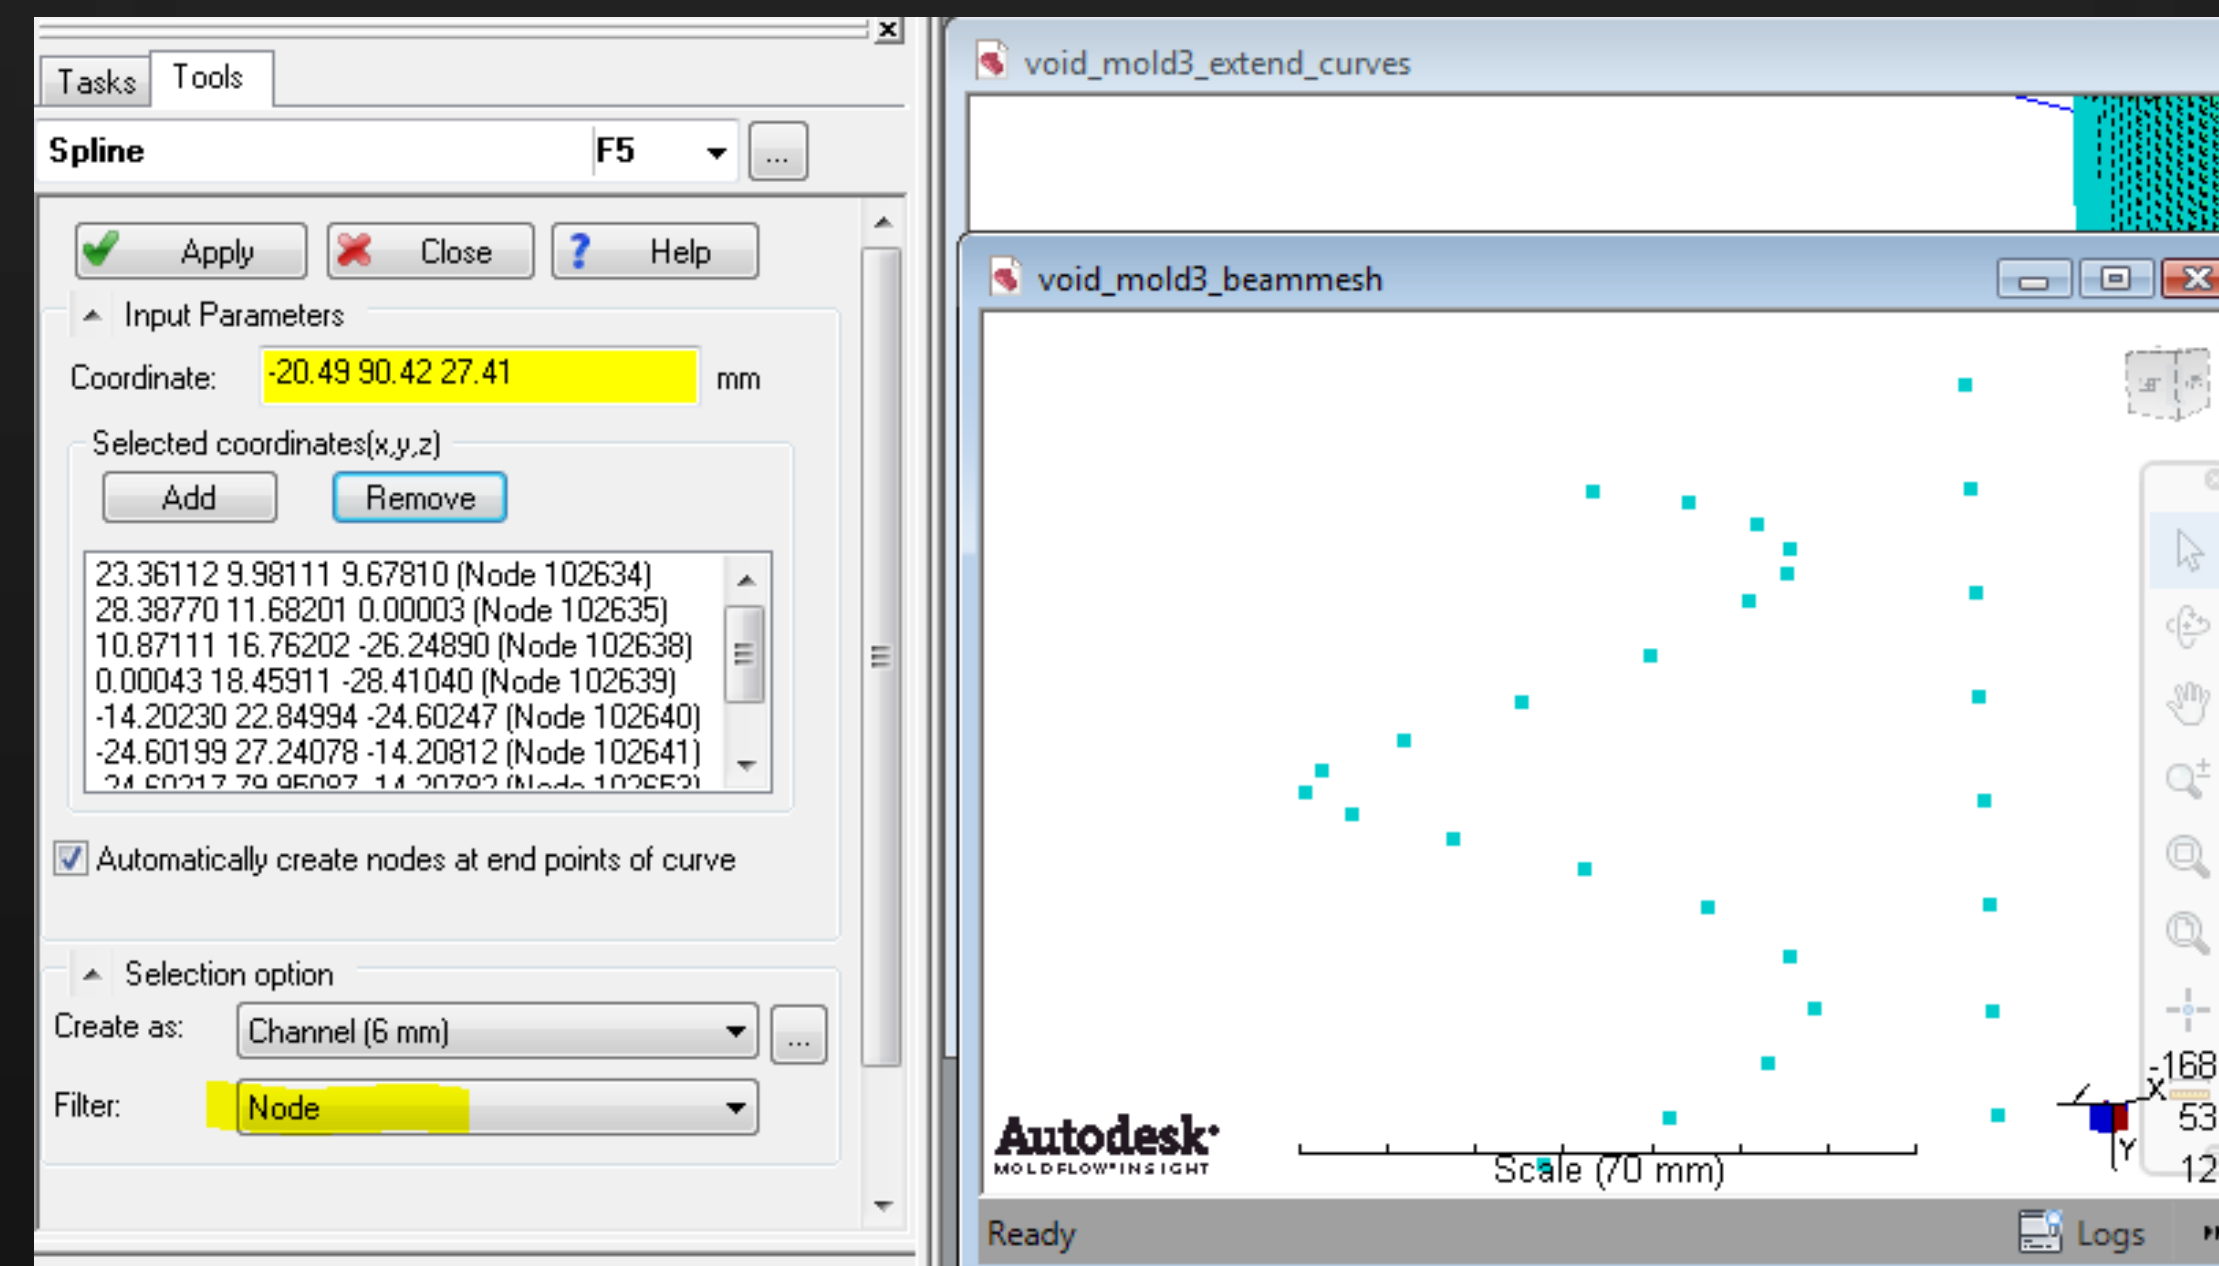 Tasks Tools
Spline F5
...
Apply Close Help
Input Parameters
Coordinate: -20.49 90.42 27.41 mm
Selected coordinates(x,y,z)
Add Remove
23.36112 9.98111 9.67810 (Node 102634)
28.38770 11.68201 0.00003 (Node 102635)
10.87111 16.76202 -26.24890 (Node 102638)
0.00043 18.45911 -28.41040 (Node 102639)
-14.20230 22.84994 -24.60247 (Node 102640)
-24.60199 27.24078 -14.20812 (Node 102641)
Automatically create nodes at end points of curve
Selection option
Create as: Channel (6 mm) ...
Filter: Node
void_mold3_extend_curves
void_mold3_beammesh
-168
X
53
Y
12
Autodesk
MOLDFLOW INSIGHT
Scale (70 mm)
Ready
Logs